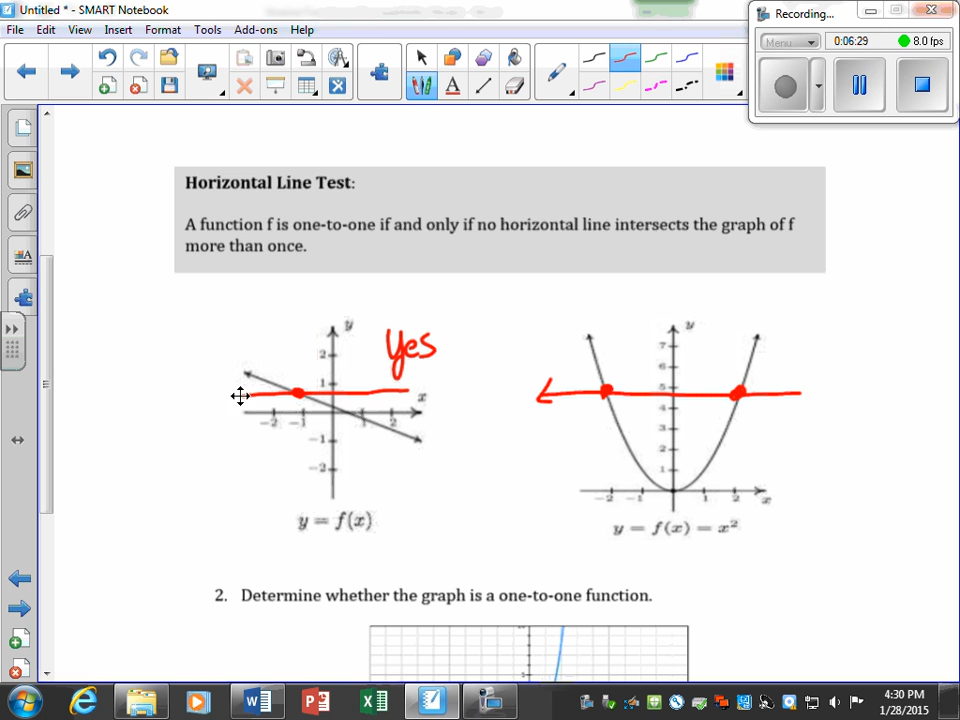 Untitled * - SMART Notebook
Recording...
File Edit View Insert Format Tools Add-ons Help
Menu
0:06:29
8.0 fps
Horizontal Line Test:
A function f is one-to-one if and only if no horizontal line intersects the graph of f
more than once.
y
yes
2
1
x
-2 -1 2
-1
-2
y = f(x)
y
7
6
5
4
3
2
1
-2 -1 1 2
x
y = f(x) = x²
2. Determine whether the graph is a one-to-one function.
4:30 PM
1/28/2015